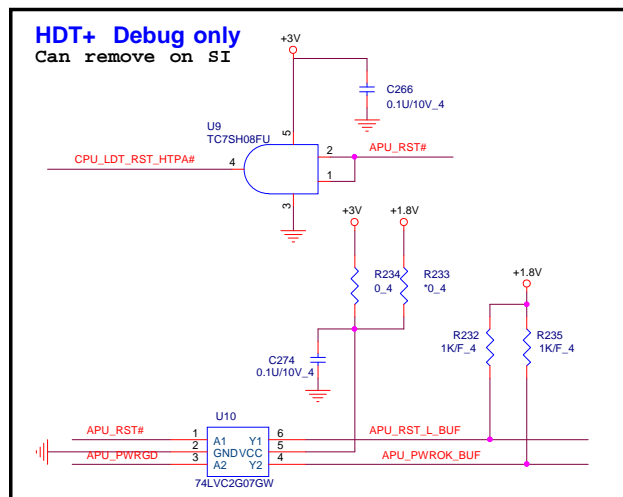 HDT+ Debug only
Can remove on SI
+3V
C266
0.1U/10V_4
U9
TC7SH08FU
5
CPU_LDT_RST_HTPA#
4
2
APU_RST#
1
3
+3V
+1.8V
+1.8V
R234
0_4
R233
*0_4
R232
1K/F_4
R235
1K/F_4
C274
0.1U/10V_4
U10
APU_RST#
1
A1
Y1
6
APU_RST_L_BUF
2
GND
VCC
5
APU_PWRGD
3
A2
Y2
4
APU_PWROK_BUF
74LVC2G07GW